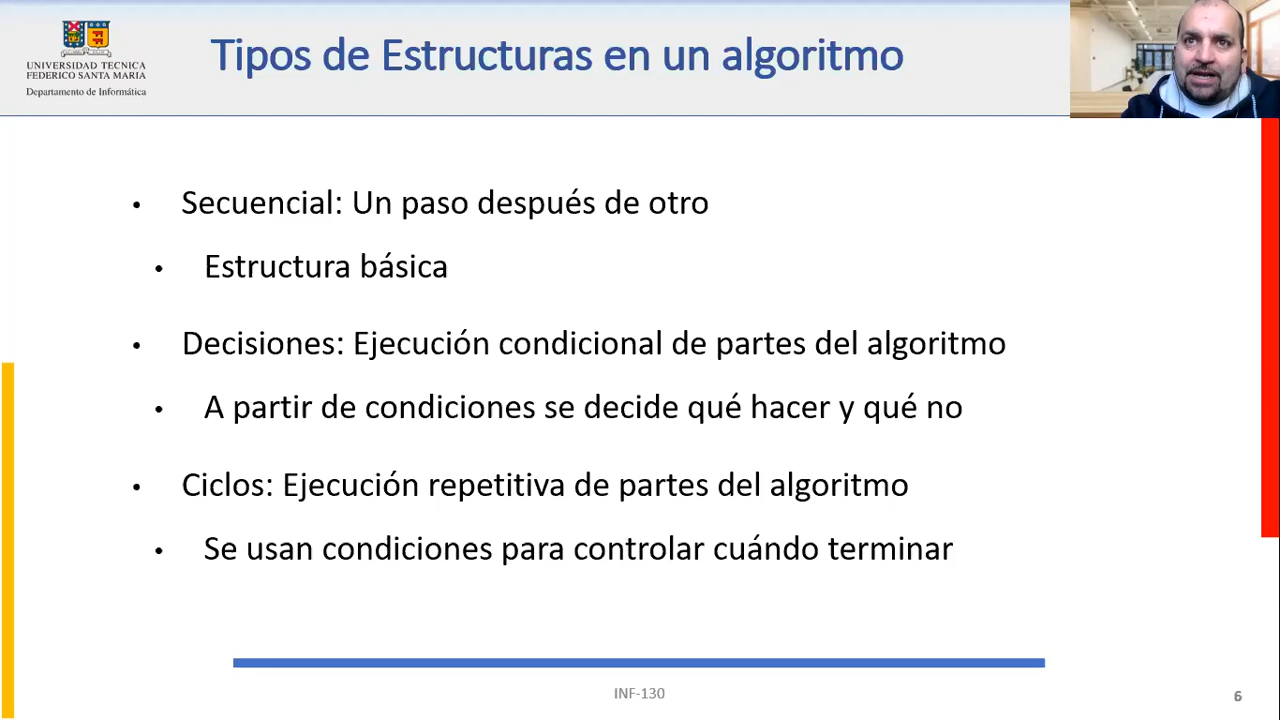 UNIVERSIDAD TECNICA
FEDERICO SANTA MARIA
Departamento de Informática
Tipos de Estructuras en un algoritmo
• Secuencial: Un paso después de otro
• Estructura básica
• Decisiones: Ejecución condicional de partes del algoritmo
• A partir de condiciones se decide qué hacer y qué no
• Ciclos: Ejecución repetitiva de partes del algoritmo
• Se usan condiciones para controlar cuándo terminar
INF-130
6